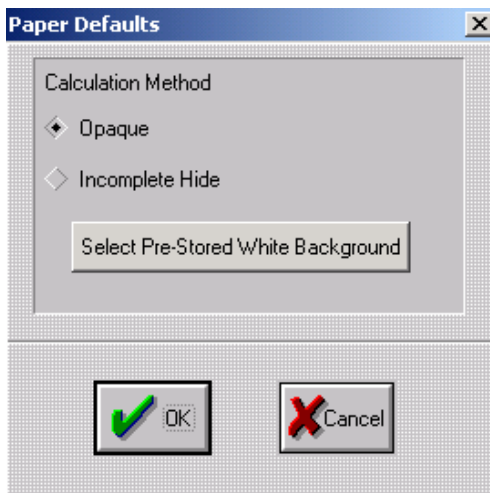 Paper Defaults
Calculation Method
Opaque
Incomplete Hide
Select Pre-Stored White Background
OK
Cancel